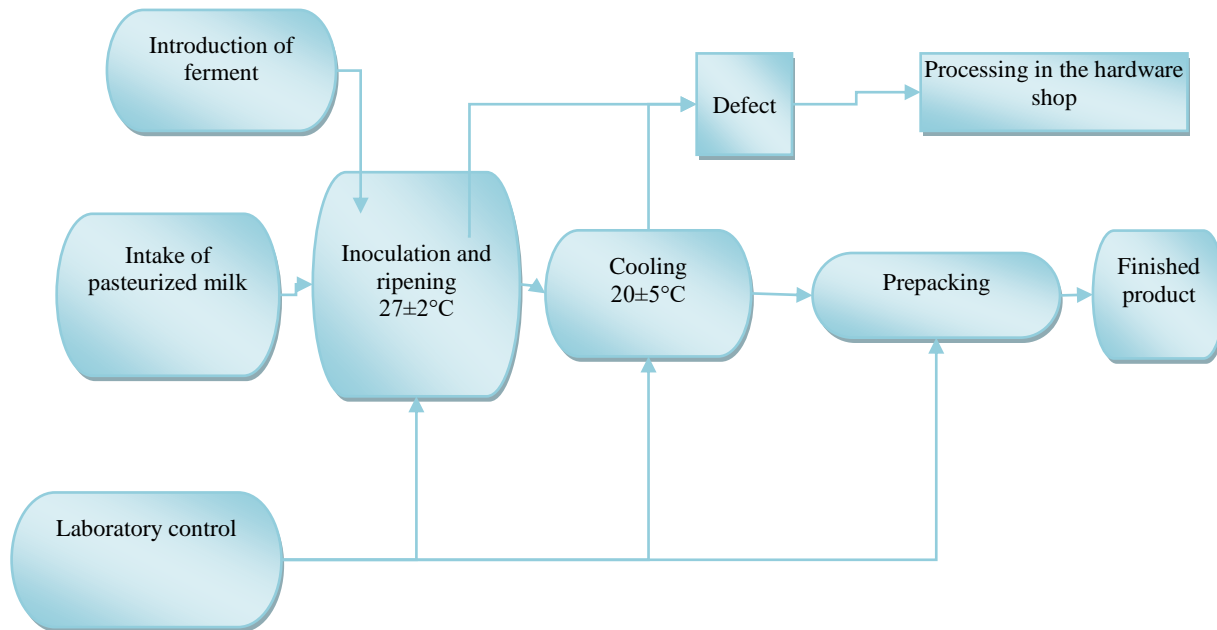 Introduction of
ferment
Defect
Processing in the hardware
shop
Intake of
pasteurized milk
Inoculation and
ripening
27±2°C
Cooling
20±5°C
Prepacking
Finished
product
Laboratory control